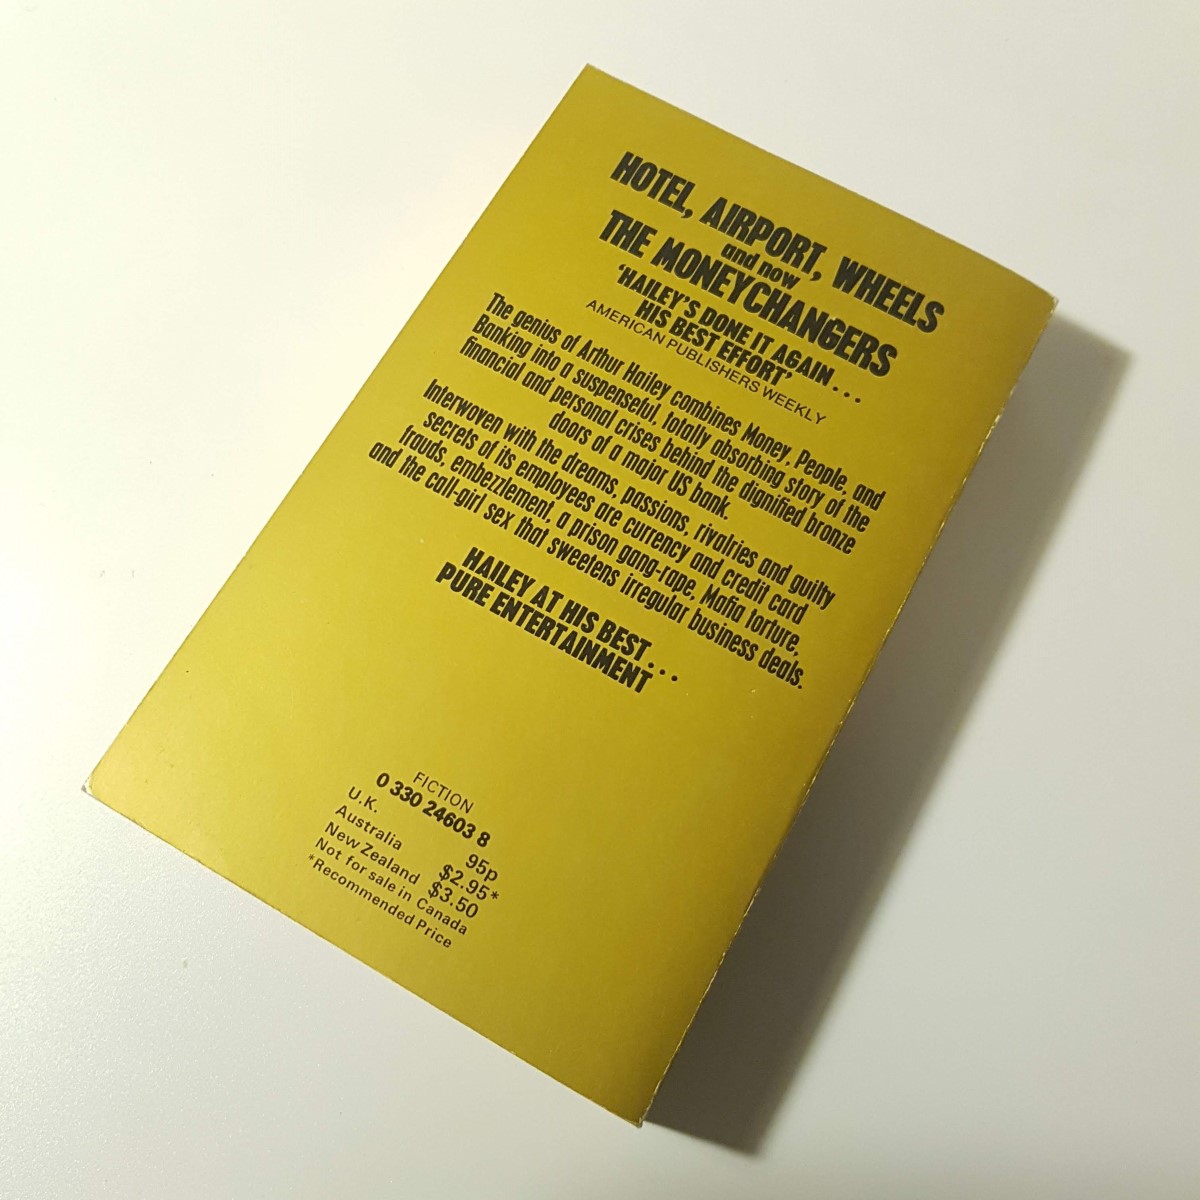 HOTEL, AIRPORT, WHEELS
and now
THE MONEYCHANGERS
'HAILEY'S DONE IT AGAIN...
HIS BEST EFFORT'
AMERICAN PUBLISHERS WEEKLY
The genius of Arthur Hailey combines Money, People, and
Banking into a suspenseful, totally absorbing story of the
financial and personal crises behind the dignified bronze
doors of a major US bank.
Interwoven with the dreams, passions, rivalries and guilty
secrets of its employees are currency and credit card
frauds, embezzlement, a prison gang-rape, Mafia torture,
and the call-girl sex that sweetens irregular business deals.
HAILEY AT HIS BEST...
PURE ENTERTAINMENT
FICTION
0 330 24603 8
U.K. 95p
Australia $2.95*
New Zealand $3.50
Not for sale in Canada
*Recommended Price